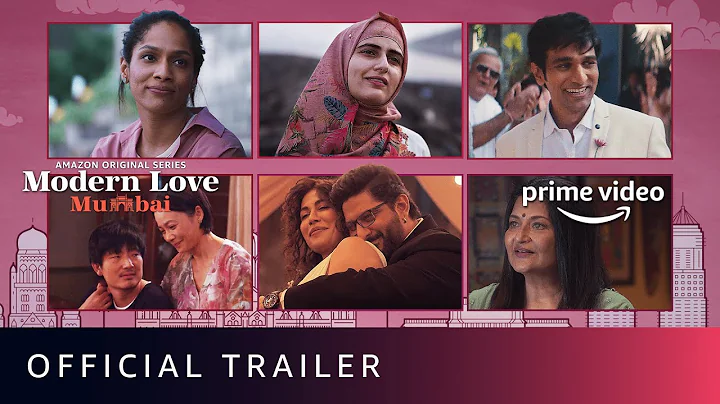 AMAZON ORIGINAL SERIES
Modern Love
Mumbai
prime video
OFFICIAL TRAILER